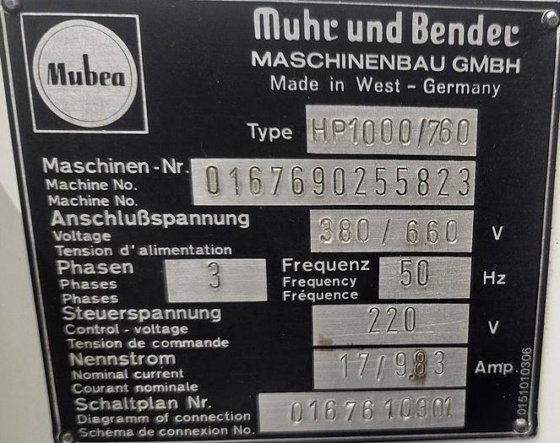 Mubea
Muhr und Bender
MASCHINENBAU GMBH
Made in West - Germany
Type HP1000/760
Maschinen-Nr. 0167690255823
Machine No.
Machine No.
Anschlußspannung 380 / 660 V
Voltage
Tension d'alimentation
Phasen 3 Frequenz 50 Hz
Phases Frequency
Phases Fréquence
Steuerspannung 220 V
Control - voltage
Tension de commande
Nennstrom 17/9,83 Amp.
Nominal current
Courant nominale
Schaltplan Nr.
Diagramm of connection
Schéma de connexion No.
0151010306